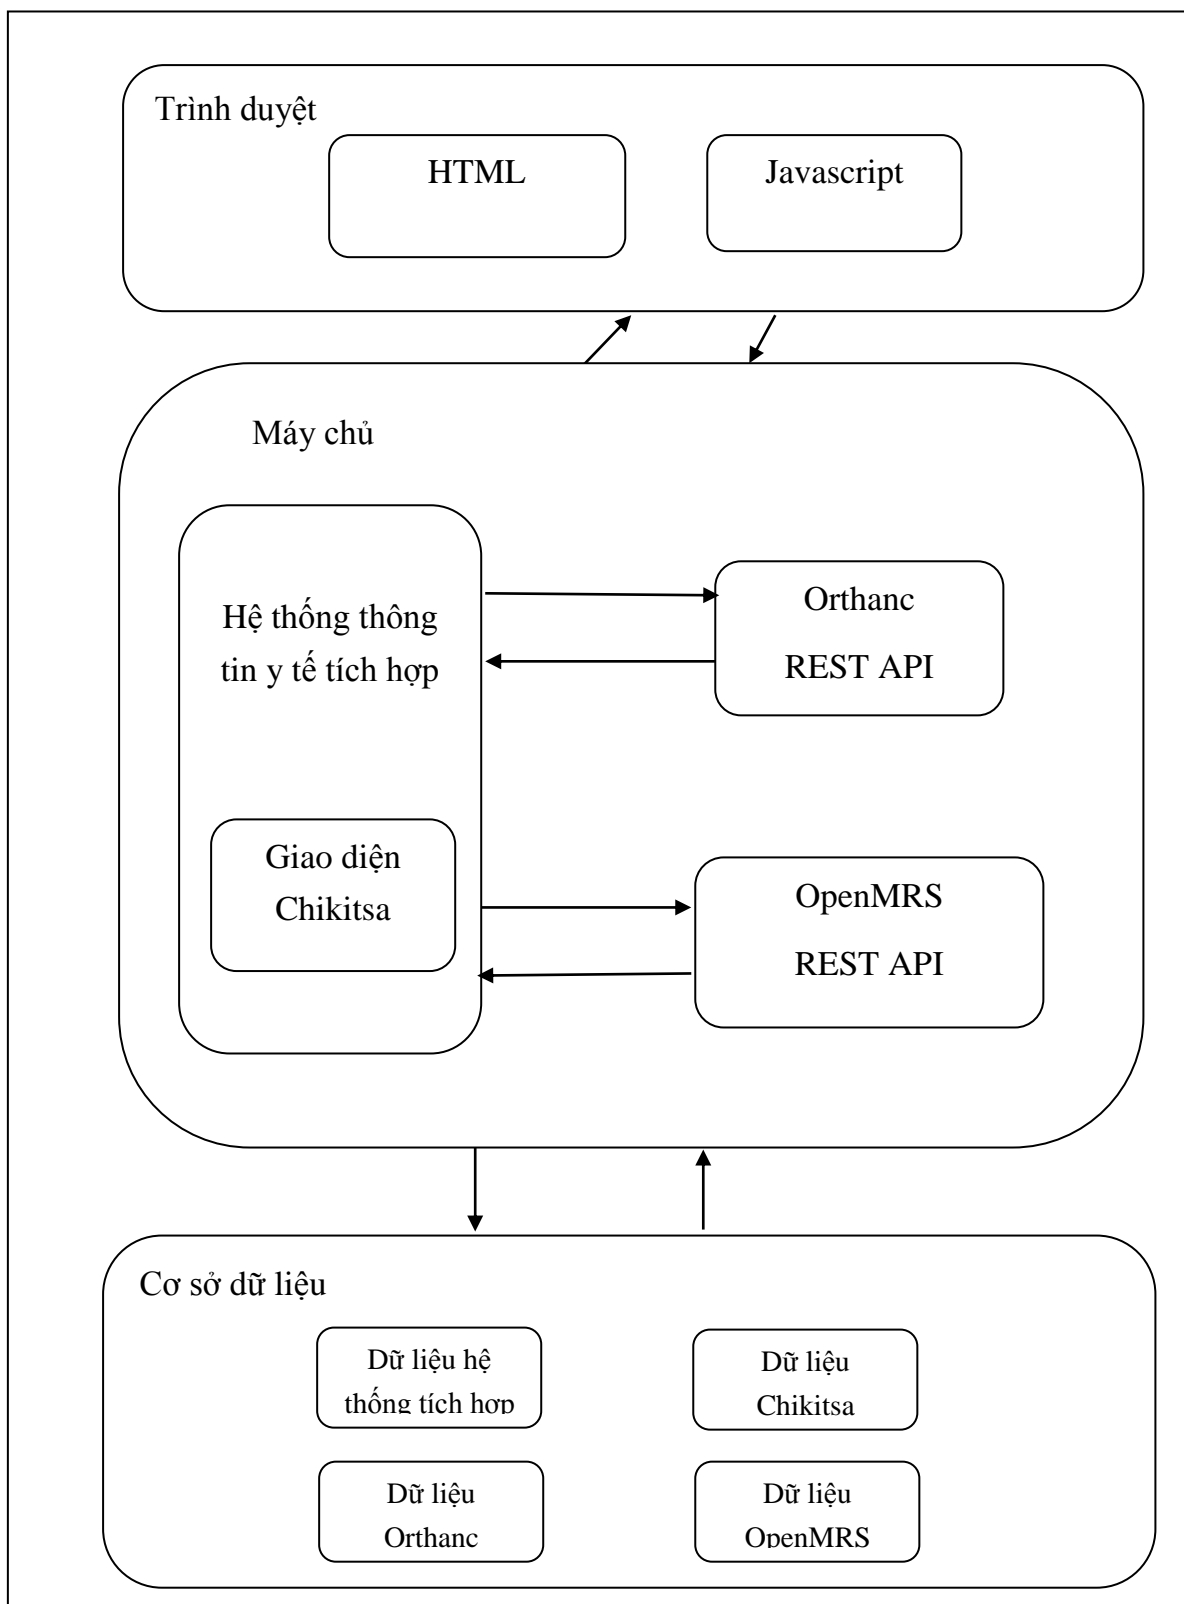 Trình duyệt
HTML
Javascript
Máy chủ
Hệ thống thông
tin y tế tích hợp
Orthanc
REST API
Giao diện
Chikitsa
OpenMRS
REST API
Cơ sở dữ liệu
Dữ liệu hệ
thống tích hợp
Dữ liệu
Chikitsa
Dữ liệu
Orthanc
Dữ liệu
OpenMRS